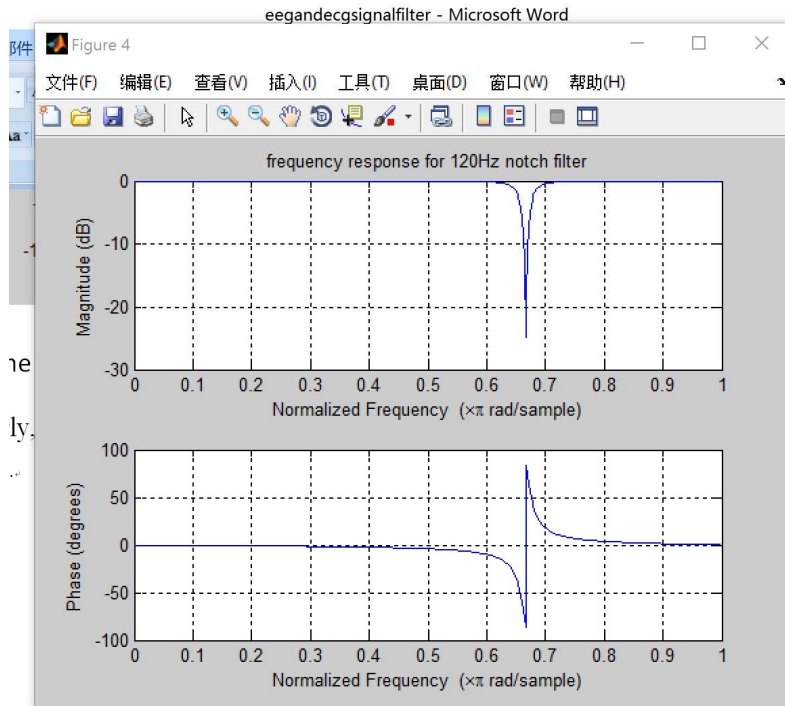 eegandecgsignalfilter - Microsoft Word
部件
Figure 4
文件(F) 编辑(E) 查看(V) 插入(I) 工具(T) 桌面(D) 窗口(W) 帮助(H)
Aa
frequency response for 120Hz notch filter
0
-10
-20
-30
Magnitude (dB)
0 0.1 0.2 0.3 0.4 0.5 0.6 0.7 0.8 0.9 1
Normalized Frequency (×π rad/sample)
100
50
0
-50
-100
Phase (degrees)
0 0.1 0.2 0.3 0.4 0.5 0.6 0.7 0.8 0.9 1
Normalized Frequency (×π rad/sample)